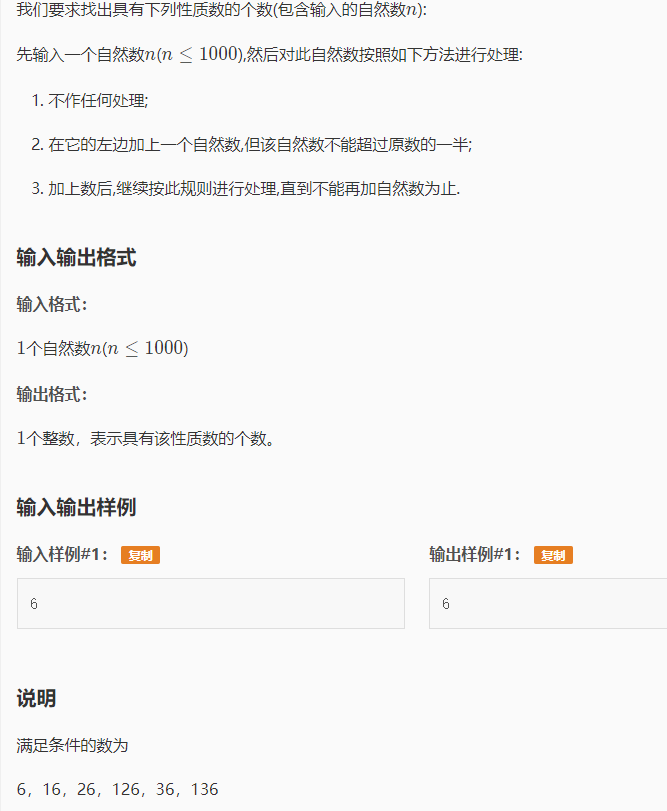 我们要求找出具有下列性质数的个数(包含输入的自然数n):
先输入一个自然数n(n ≤ 1000),然后对此自然数按照如下方法进行处理:
1. 不作任何处理;
2. 在它的左边加上一个自然数,但该自然数不能超过原数的一半;
3. 加上数后,继续按此规则进行处理,直到不能再加自然数为止.
输入输出格式
输入格式:
1个自然数n(n ≤ 1000)
输出格式:
1个整数，表示具有该性质数的个数。
输入输出样例
输入样例#1: 复制
输出样例#1: 复制
6
6
说明
满足条件的数为
6，16，26，126，36，136